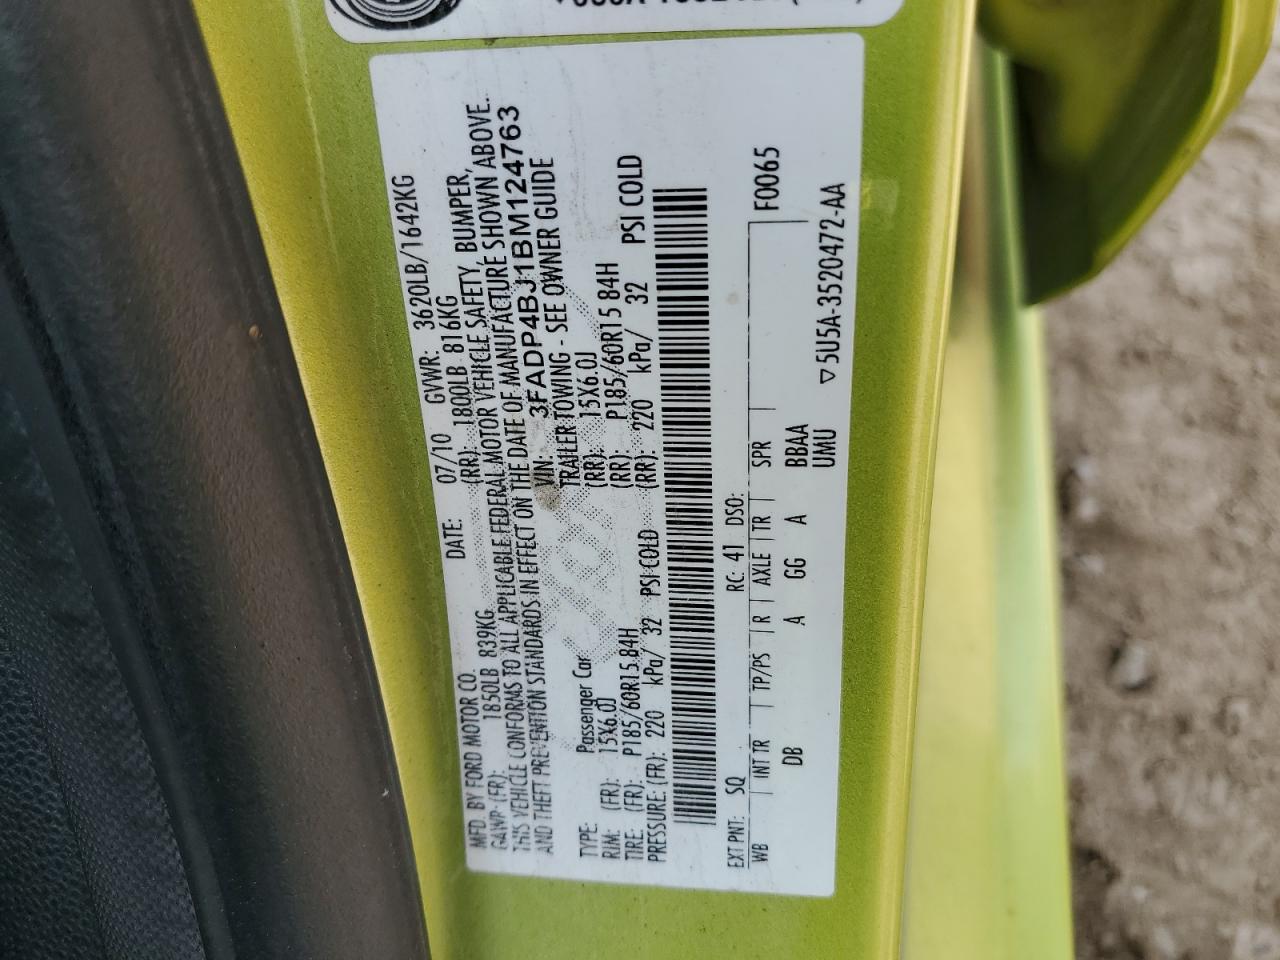 MFD. BY FORD MOTOR CO. DATE: 07/10 GVWR: 3620LB/1642KG
GAWR- (FR): 1850LB 839KG (RR): 1800LB 816KG
THIS VEHICLE CONFORMS TO ALL APPLICABLE FEDERAL MOTOR VEHICLE SAFETY, BUMPER,
AND THEFT PREVENTION STANDARDS IN EFFECT ON THE DATE OF MANUFACTURE SHOWN ABOVE.
VIN: 3FADP4BJ1BM124763
TYPE: Passenger Car TRAILER TOWING - SEE OWNER GUIDE
RIM: (FR): 15X6.0J (RR): 15X6.0J
TIRE: (FR): P185/60R15 84H (RR): P185/60R15 84H
PRESSURE: (FR): 220 kPa/ 32 PSI COLD (RR): 220 kPa/ 32 PSI COLD
EXT PNT: SQ RC: 41 DSO: F0065
WB INT TR TP/PS R AXLE TR SPR
DB A GG A BBAA
UMU ▽5U5A-3520472-AA